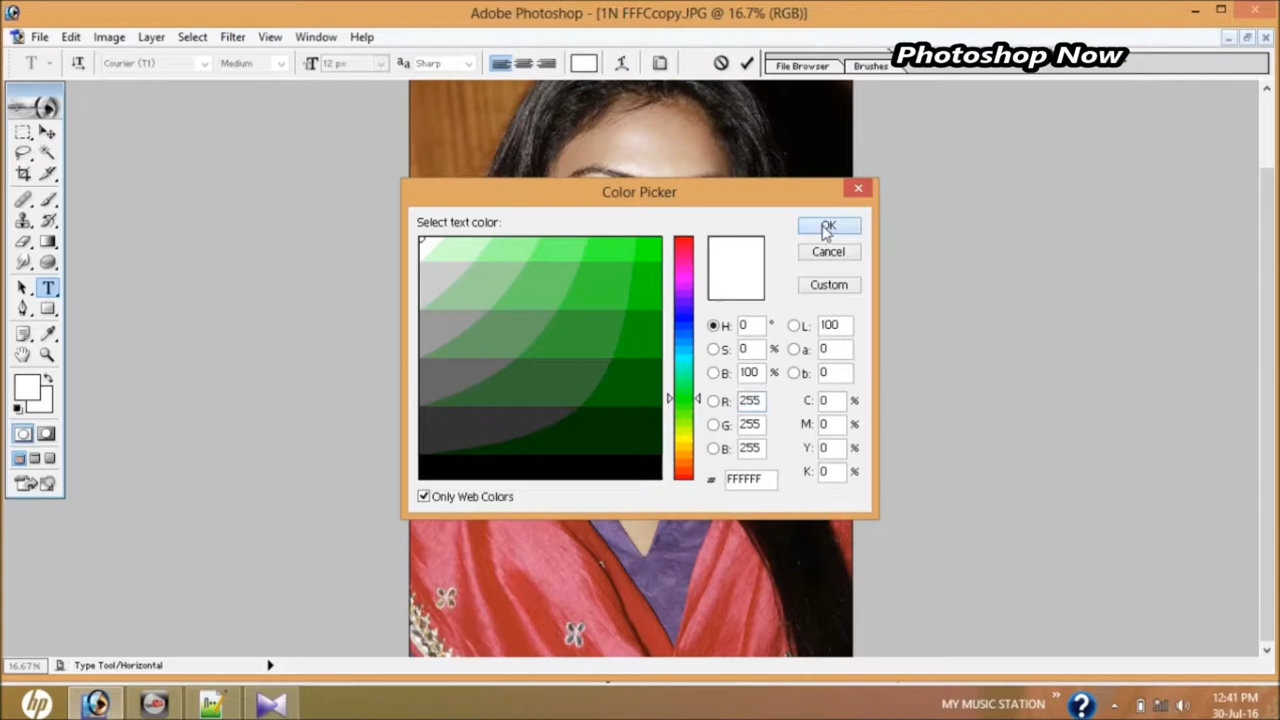 Adobe Photoshop - [1N FFFCcopy.JPG @ 16.7% (RGB)]
File Edit Image Layer Select Filter View Window Help
Photoshop Now
T Courier (T1) Medium T 12 px aa Sharp File Browser Brushes
Color Picker
Select text color:
OK
Cancel
Custom
H: 0 ° L: 100
S: 0 % a: 0
B: 100 % b: 0
R: 255 C: 0 %
G: 255 M: 0 %
B: 255 Y: 0 %
K: 0 %
# FFFFFF
Only Web Colors
16.67% Type Tool/Horizontal
hp MY MUSIC STATION » ? 12:41 PM
30-Jul-16